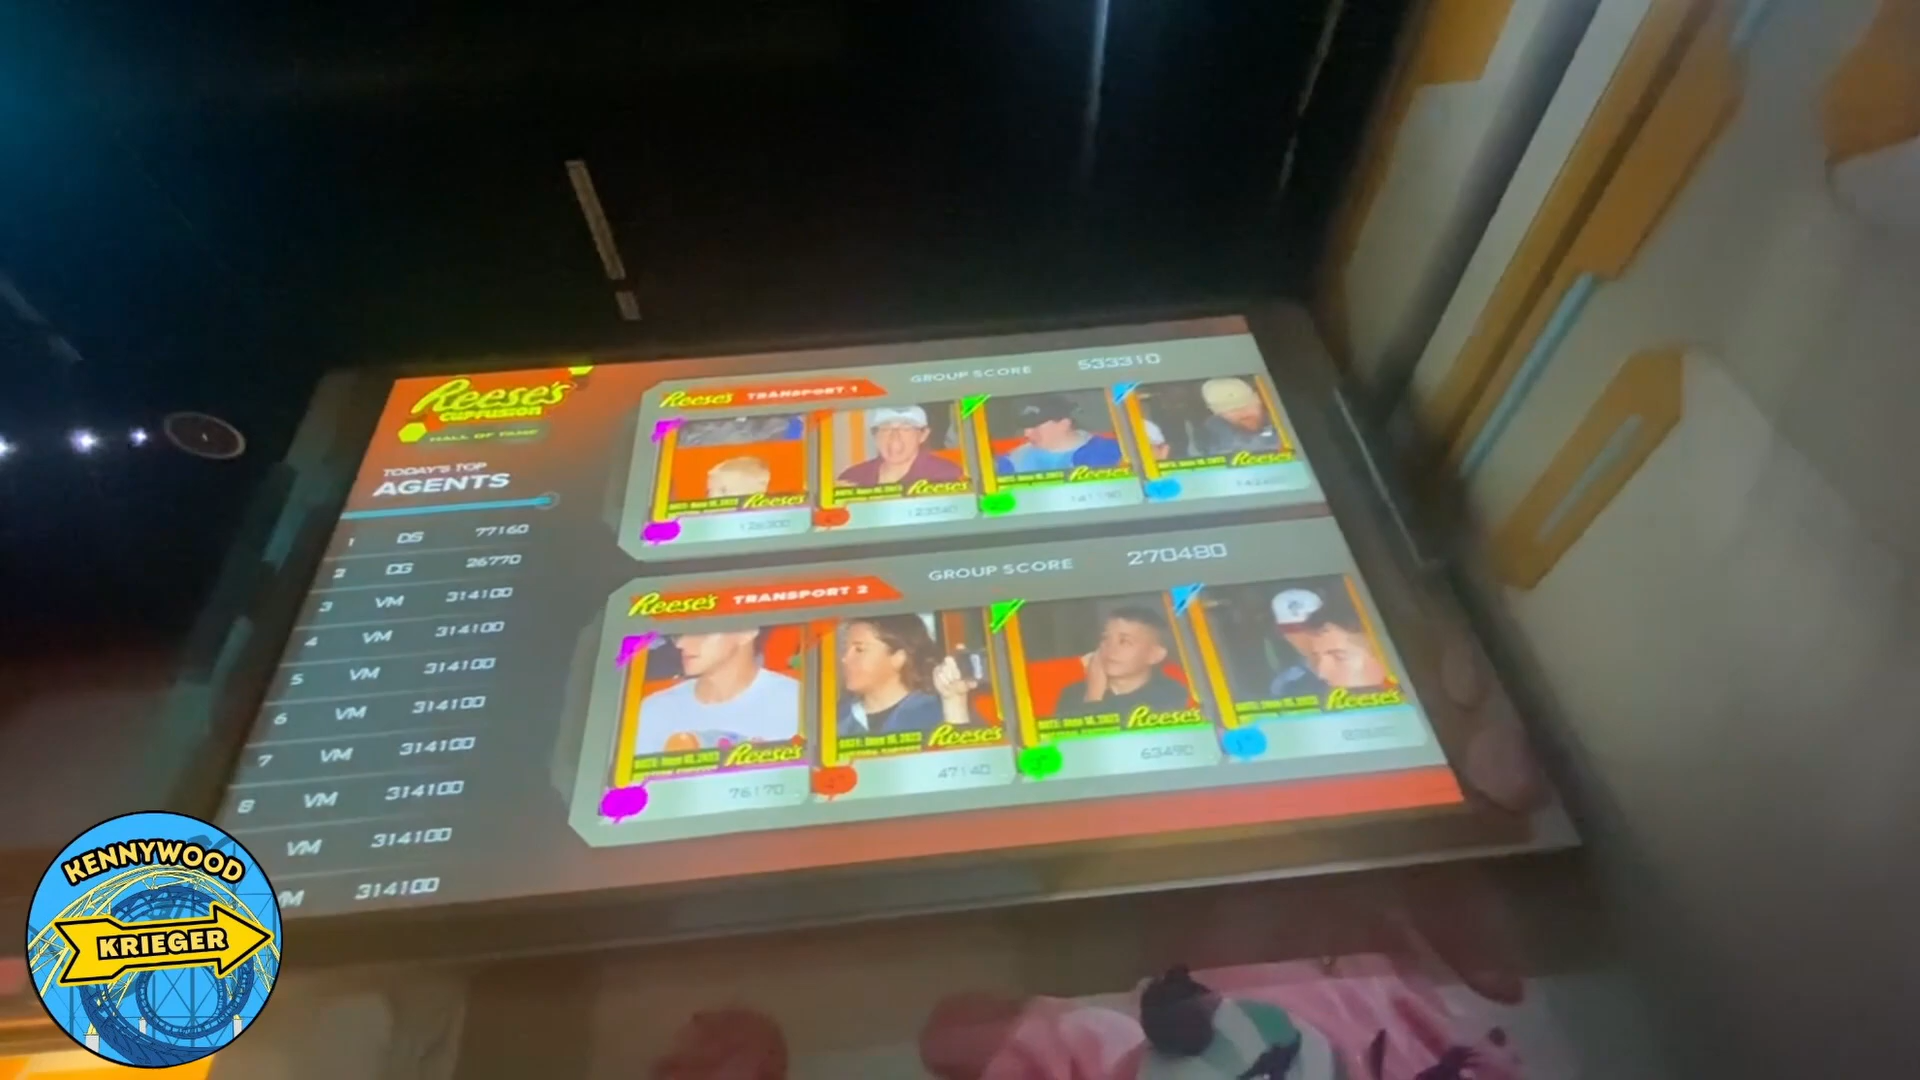 Reese's
CUPFUSION
HALL OF FAME
TODAY'S TOP
AGENTS
1 DS 77160
2 DG 26770
3 VM 314100
4 VM 314100
5 VM 314100
6 VM 314100
7 VM 314100
8 VM 314100
VM 314100
VM 314100
Reese's TRANSPORT 1 GROUP SCORE 533310
Reese's Reese's Reese's Reese's
123340
Reese's TRANSPORT 2 GROUP SCORE 270480
Reese's Reese's Reese's Reese's
76170 47140 63490
KENNYWOOD
KRIEGER